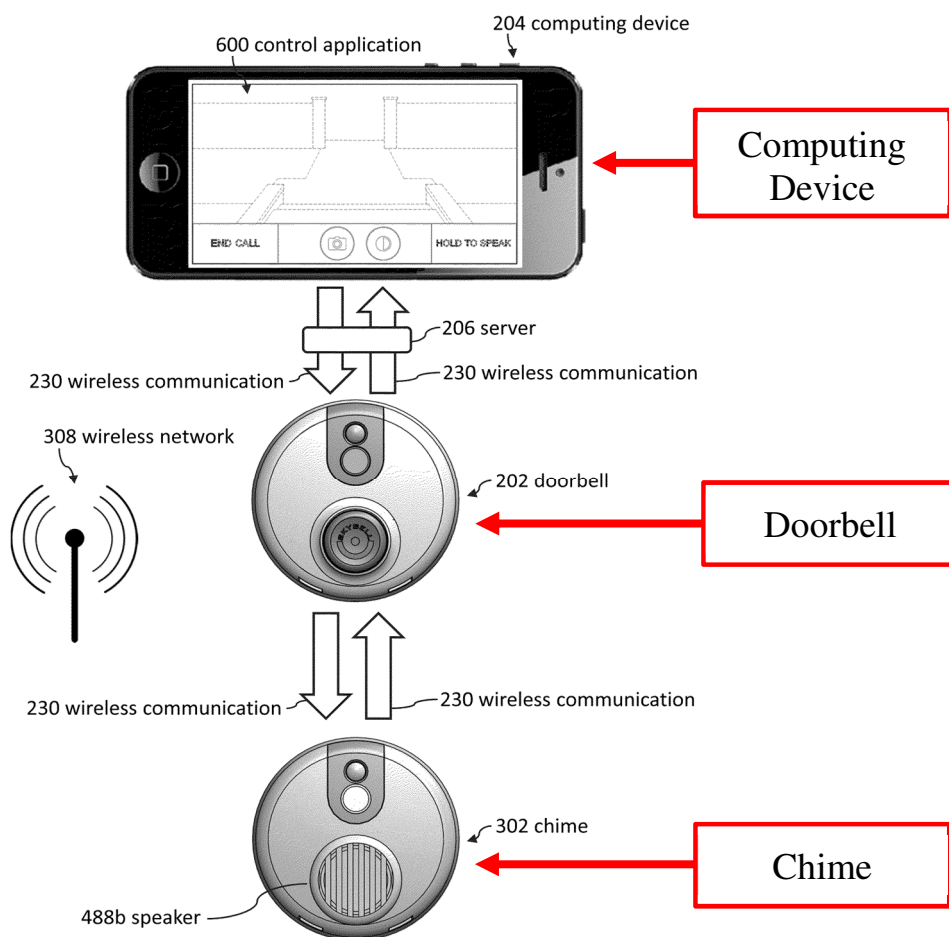 204 computing device
600 control application
Computing
Device
END CALL
HOLD TO SPEAK
206 server
230 wireless communication
230 wireless communication
308 wireless network
202 doorbell
SKYBELL
Doorbell
230 wireless communication
230 wireless communication
302 chime
Chime
488b speaker